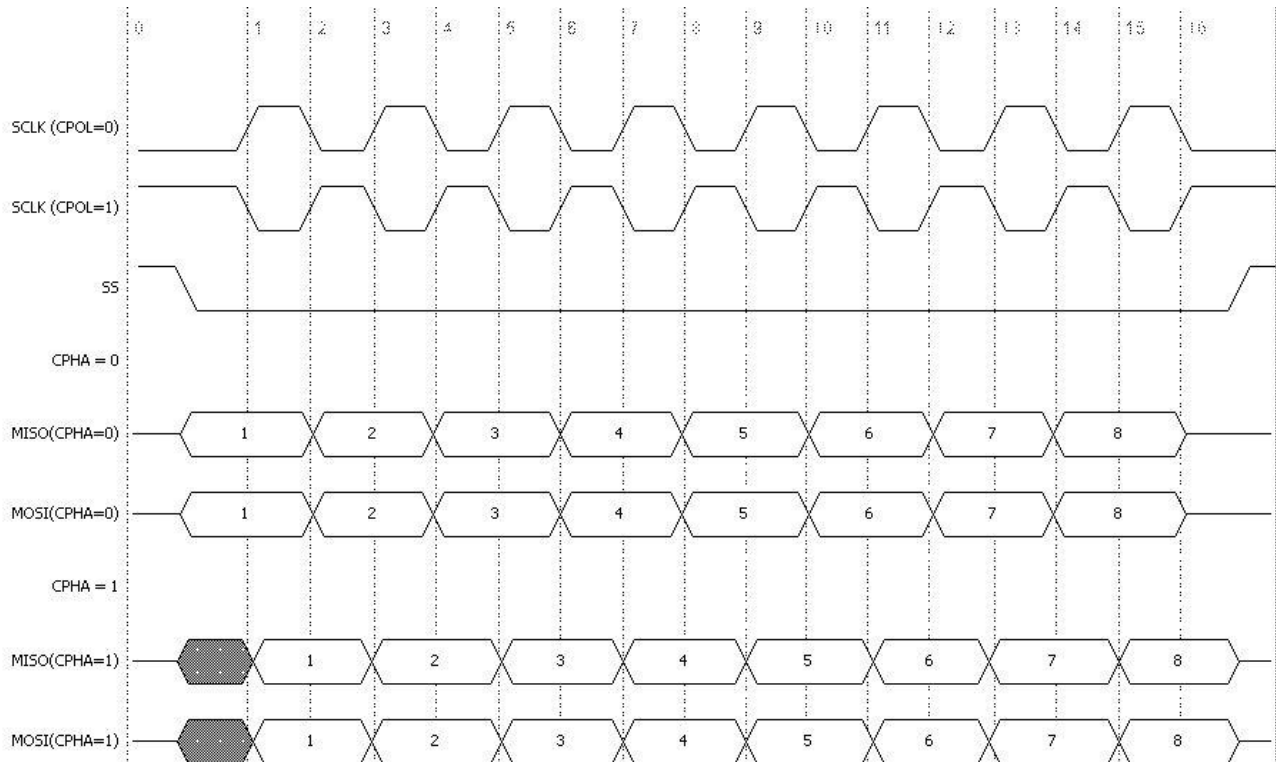 0 1 2 3 4 5 6 7 8 9 10 11 12 13 14 15 16
SCLK (CPOL=0)
SCLK (CPOL=1)
SS
CPHA = 0
MISO(CPHA=0) 1 2 3 4 5 6 7 8
MOSI(CPHA=0) 1 2 3 4 5 6 7 8
CPHA = 1
MISO(CPHA=1) 1 2 3 4 5 6 7 8
MOSI(CPHA=1) 1 2 3 4 5 6 7 8